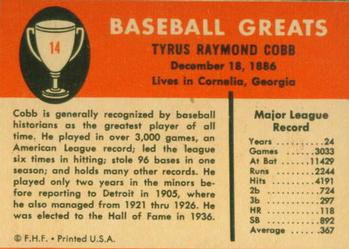 BASEBALL GREATS
14
TYRUS RAYMOND COBB
December 18, 1886
Lives in Cornelia, Georgia
Cobb is generally recognized by baseball
historians as the greatest player of all
time. He played in over 3,000 games, an
American League record; led the league
six times in hitting; stole 96 bases in one
season; and holds many other records. He
played only two years in the minors be-
fore reporting to Detroit in 1905, where
he also managed from 1921 thru 1926. He
was elected to the Hall of Fame in 1936.
© F.H.F. • Printed U.S.A.
Major League
Record
Years ..... 24
Games ..... 3033
At Bat ..... 11429
Runs ..... 2244
Hits ..... 4191
2b ..... 724
3b ..... 297
HR ..... 118
SB ..... 892
Average ..... .367